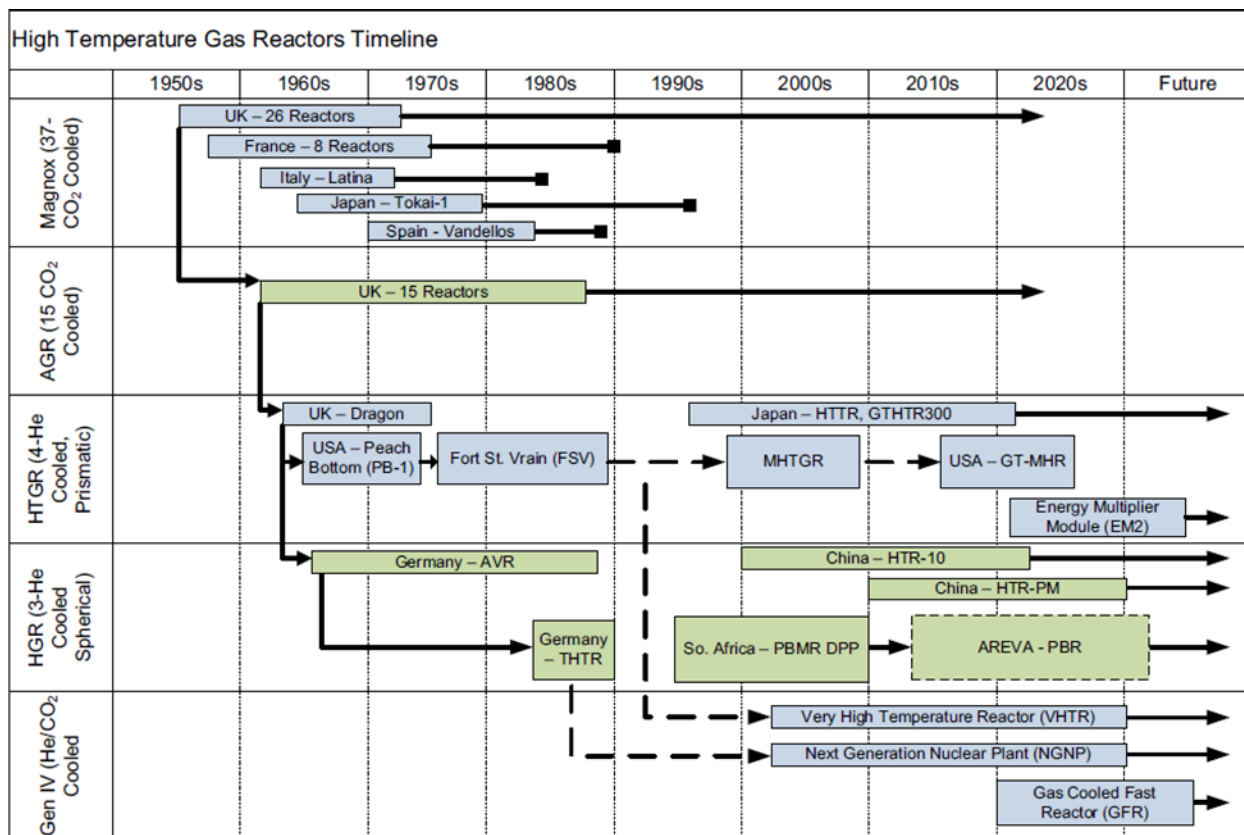 High Temperature Gas Reactors Timeline
1950s 1960s 1970s 1980s 1990s 2000s 2010s 2020s Future
Magnox (37-
CO₂ Cooled)
UK – 26 Reactors
France – 8 Reactors
Italy – Latina
Japan – Tokai-1
Spain - Vandellos
AGR (15 CO₂
Cooled)
UK – 15 Reactors
HTGR (4-He
Cooled,
Prismatic)
UK – Dragon
Japan – HTTR, GTHTR300
USA – Peach
Bottom (PB-1)
Fort St. Vrain (FSV)
MHTGR
USA – GT-MHR
Energy Multiplier
Module (EM2)
HGR (3-He
Cooled
Spherical)
Germany – AVR
China – HTR-10
China – HTR-PM
Germany
– THTR
So. Africa – PBMR DPP
AREVA - PBR
Gen IV (He/CO₂
Cooled
Very High Temperature Reactor (VHTR)
Next Generation Nuclear Plant (NGNP)
Gas Cooled Fast
Reactor (GFR)